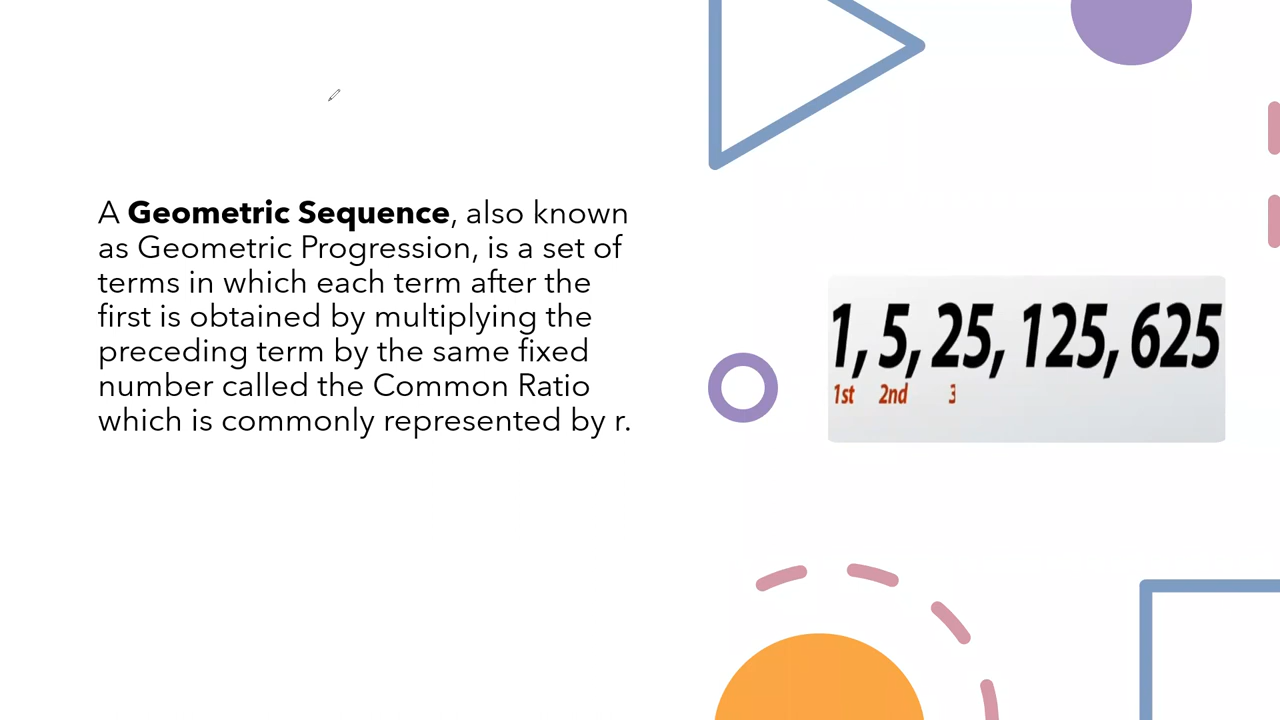 A Geometric Sequence, also known
as Geometric Progression, is a set of
terms in which each term after the
first is obtained by multiplying the
preceding term by the same fixed
number called the Common Ratio
which is commonly represented by r.
1, 5, 25, 125, 625
1st 2nd 3